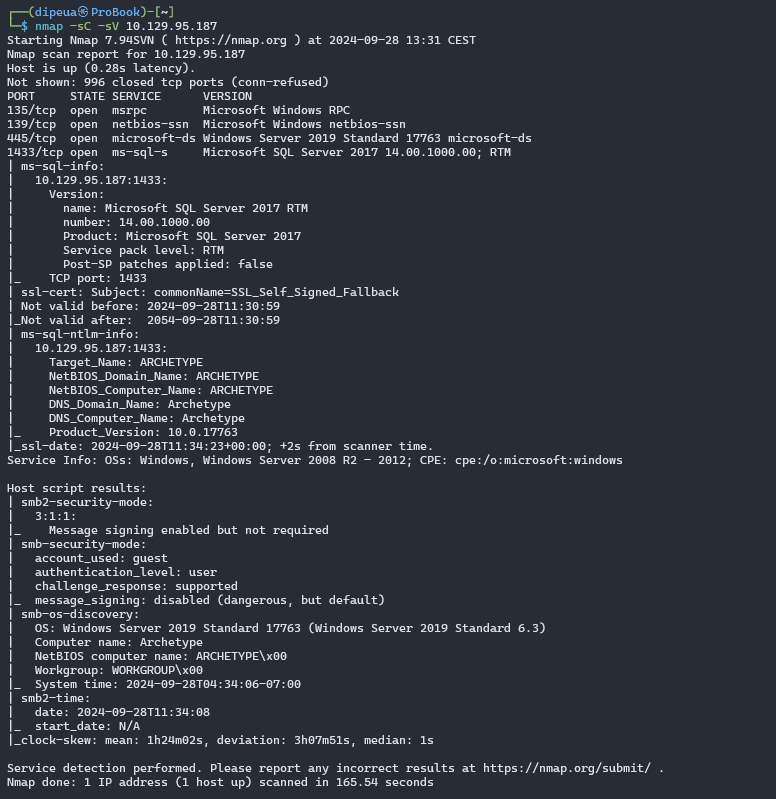 ┌──(dipeua㉿ProBook)-[~]
└─$ nmap -sC -sV 10.129.95.187
Starting Nmap 7.94SVN ( https://nmap.org ) at 2024-09-28 13:31 CEST
Nmap scan report for 10.129.95.187
Host is up (0.28s latency).
Not shown: 996 closed tcp ports (conn-refused)
PORT     STATE SERVICE      VERSION
135/tcp  open  msrpc        Microsoft Windows RPC
139/tcp  open  netbios-ssn  Microsoft Windows netbios-ssn
445/tcp  open  microsoft-ds Windows Server 2019 Standard 17763 microsoft-ds
1433/tcp open  ms-sql-s     Microsoft SQL Server 2017 14.00.1000.00; RTM
| ms-sql-info:
|   10.129.95.187:1433:
|     Version:
|       name: Microsoft SQL Server 2017 RTM
|       number: 14.00.1000.00
|       Product: Microsoft SQL Server 2017
|       Service pack level: RTM
|       Post-SP patches applied: false
|_    TCP port: 1433
| ssl-cert: Subject: commonName=SSL_Self_Signed_Fallback
| Not valid before: 2024-09-28T11:30:59
|_Not valid after:  2054-09-28T11:30:59
| ms-sql-ntlm-info:
|   10.129.95.187:1433:
|     Target_Name: ARCHETYPE
|     NetBIOS_Domain_Name: ARCHETYPE
|     NetBIOS_Computer_Name: ARCHETYPE
|     DNS_Domain_Name: Archetype
|     DNS_Computer_Name: Archetype
|_    Product_Version: 10.0.17763
|_ssl-date: 2024-09-28T11:34:23+00:00; +2s from scanner time.
Service Info: OSs: Windows, Windows Server 2008 R2 - 2012; CPE: cpe:/o:microsoft:windows

Host script results:
| smb2-security-mode:
|   3:1:1:
|_    Message signing enabled but not required
| smb-security-mode:
|   account_used: guest
|   authentication_level: user
|   challenge_response: supported
|_  message_signing: disabled (dangerous, but default)
| smb-os-discovery:
|   OS: Windows Server 2019 Standard 17763 (Windows Server 2019 Standard 6.3)
|   Computer name: Archetype
|   NetBIOS computer name: ARCHETYPE\x00
|   Workgroup: WORKGROUP\x00
|_  System time: 2024-09-28T04:34:06-07:00
| smb2-time:
|   date: 2024-09-28T11:34:08
|_  start_date: N/A
|_clock-skew: mean: 1h24m02s, deviation: 3h07m51s, median: 1s

Service detection performed. Please report any incorrect results at https://nmap.org/submit/ .
Nmap done: 1 IP address (1 host up) scanned in 165.54 seconds